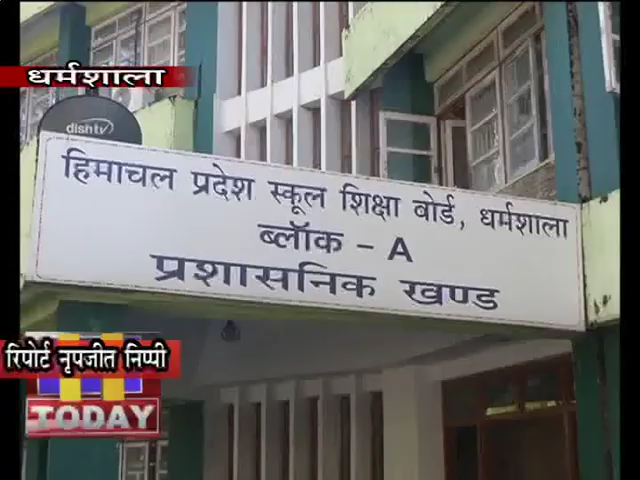 धर्मशाला
dishtv
हिमाचल प्रदेश स्कूल शिक्षा बोर्ड, धर्मशाला
ब्लॉक – A
प्रशासनिक खण्ड
रिपोर्ट नृपजीत निप्पी
TODAY